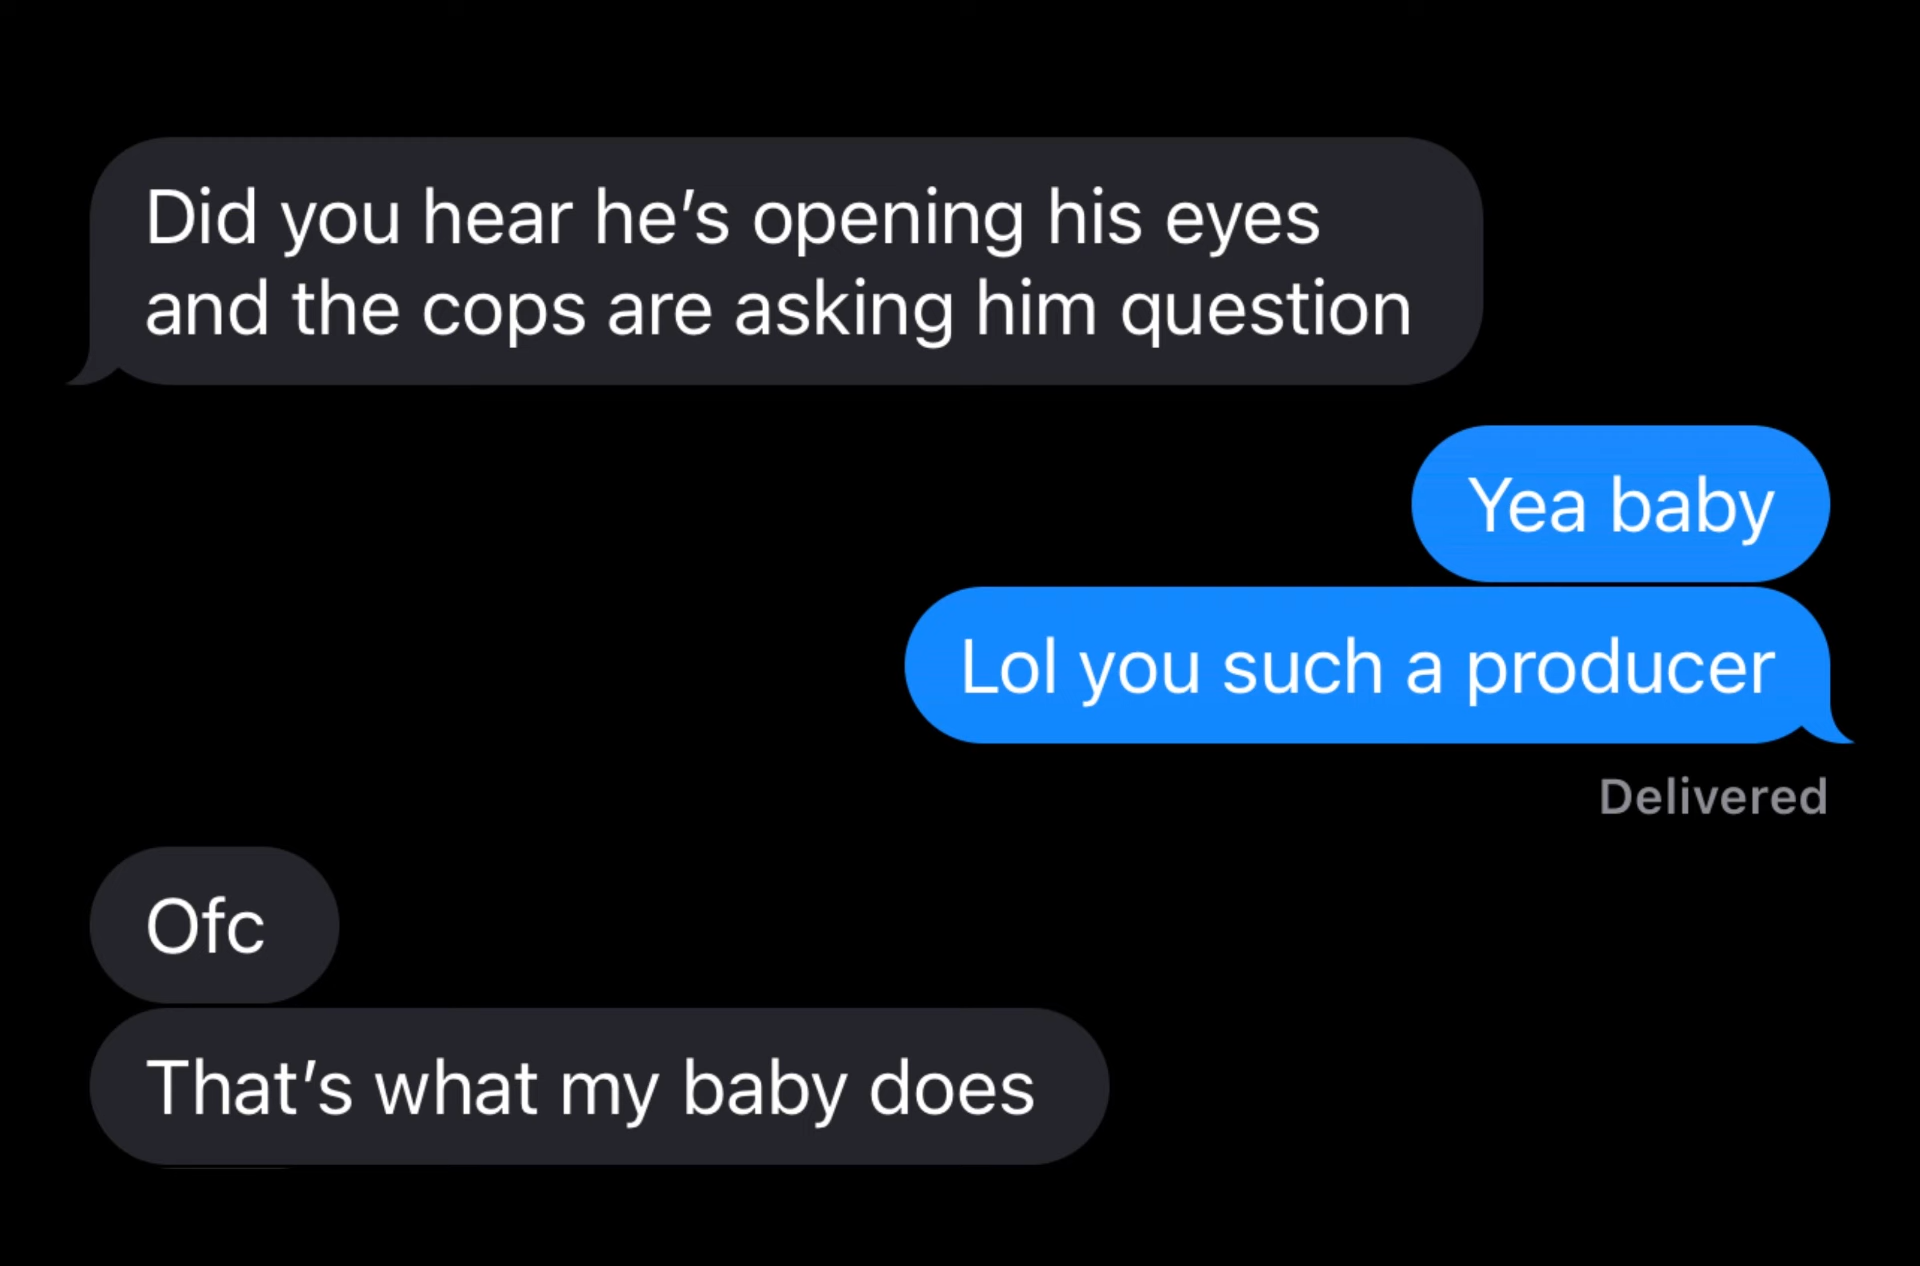 Did you hear he’s opening his eyes
and the cops are asking him question
Yea baby
Lol you such a producer
Delivered
Ofc
That’s what my baby does